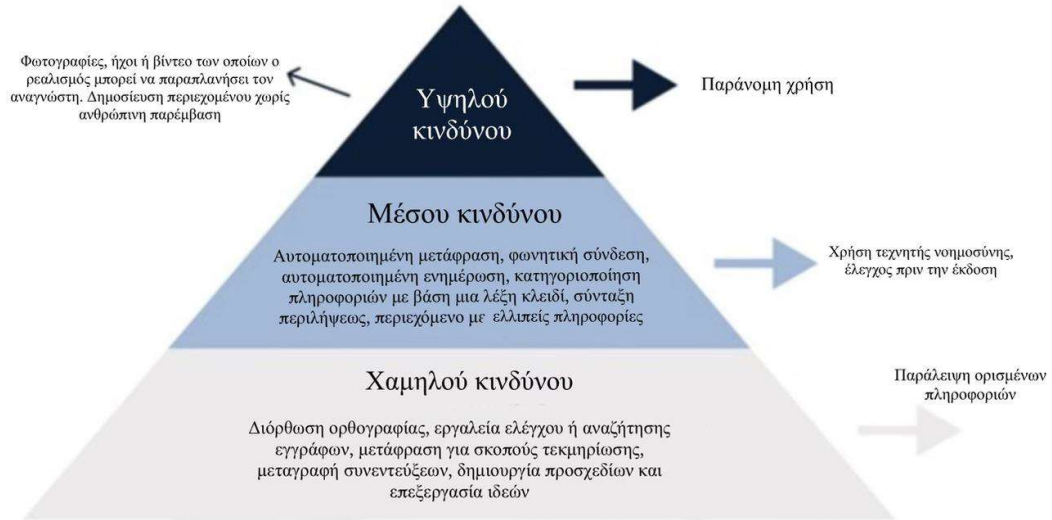 Φωτογραφίες, ήχοι ή βίντεο των οποίων ο
ρεαλισμός μπορεί να παραπλανήσει τον
αναγνώστη. Δημοσίευση περιεχομένου χωρίς
ανθρώπινη παρέμβαση
Υψηλού
κινδύνου
Παράνομη χρήση
Μέσου κινδύνου
Αυτοματοποιημένη μετάφραση, φωνητική σύνδεση,
αυτοματοποιημένη ενημέρωση, κατηγοριοποίηση
πληροφοριών με βάση μια λέξη κλειδί, σύνταξη
περιλήψεως, περιεχόμενο με ελλιπείς πληροφορίες
Χρήση τεχνητής νοημοσύνης,
έλεγχος πριν την έκδοση
Χαμηλού κινδύνου
Διόρθωση ορθογραφίας, εργαλεία ελέγχου ή αναζήτησης
εγγράφων, μετάφραση για σκοπούς τεκμηρίωσης,
μεταγραφή συνεντεύξεων, δημιουργία προσχεδίων και
επεξεργασία ιδεών
Παράλειψη ορισμένων
πληροφοριών